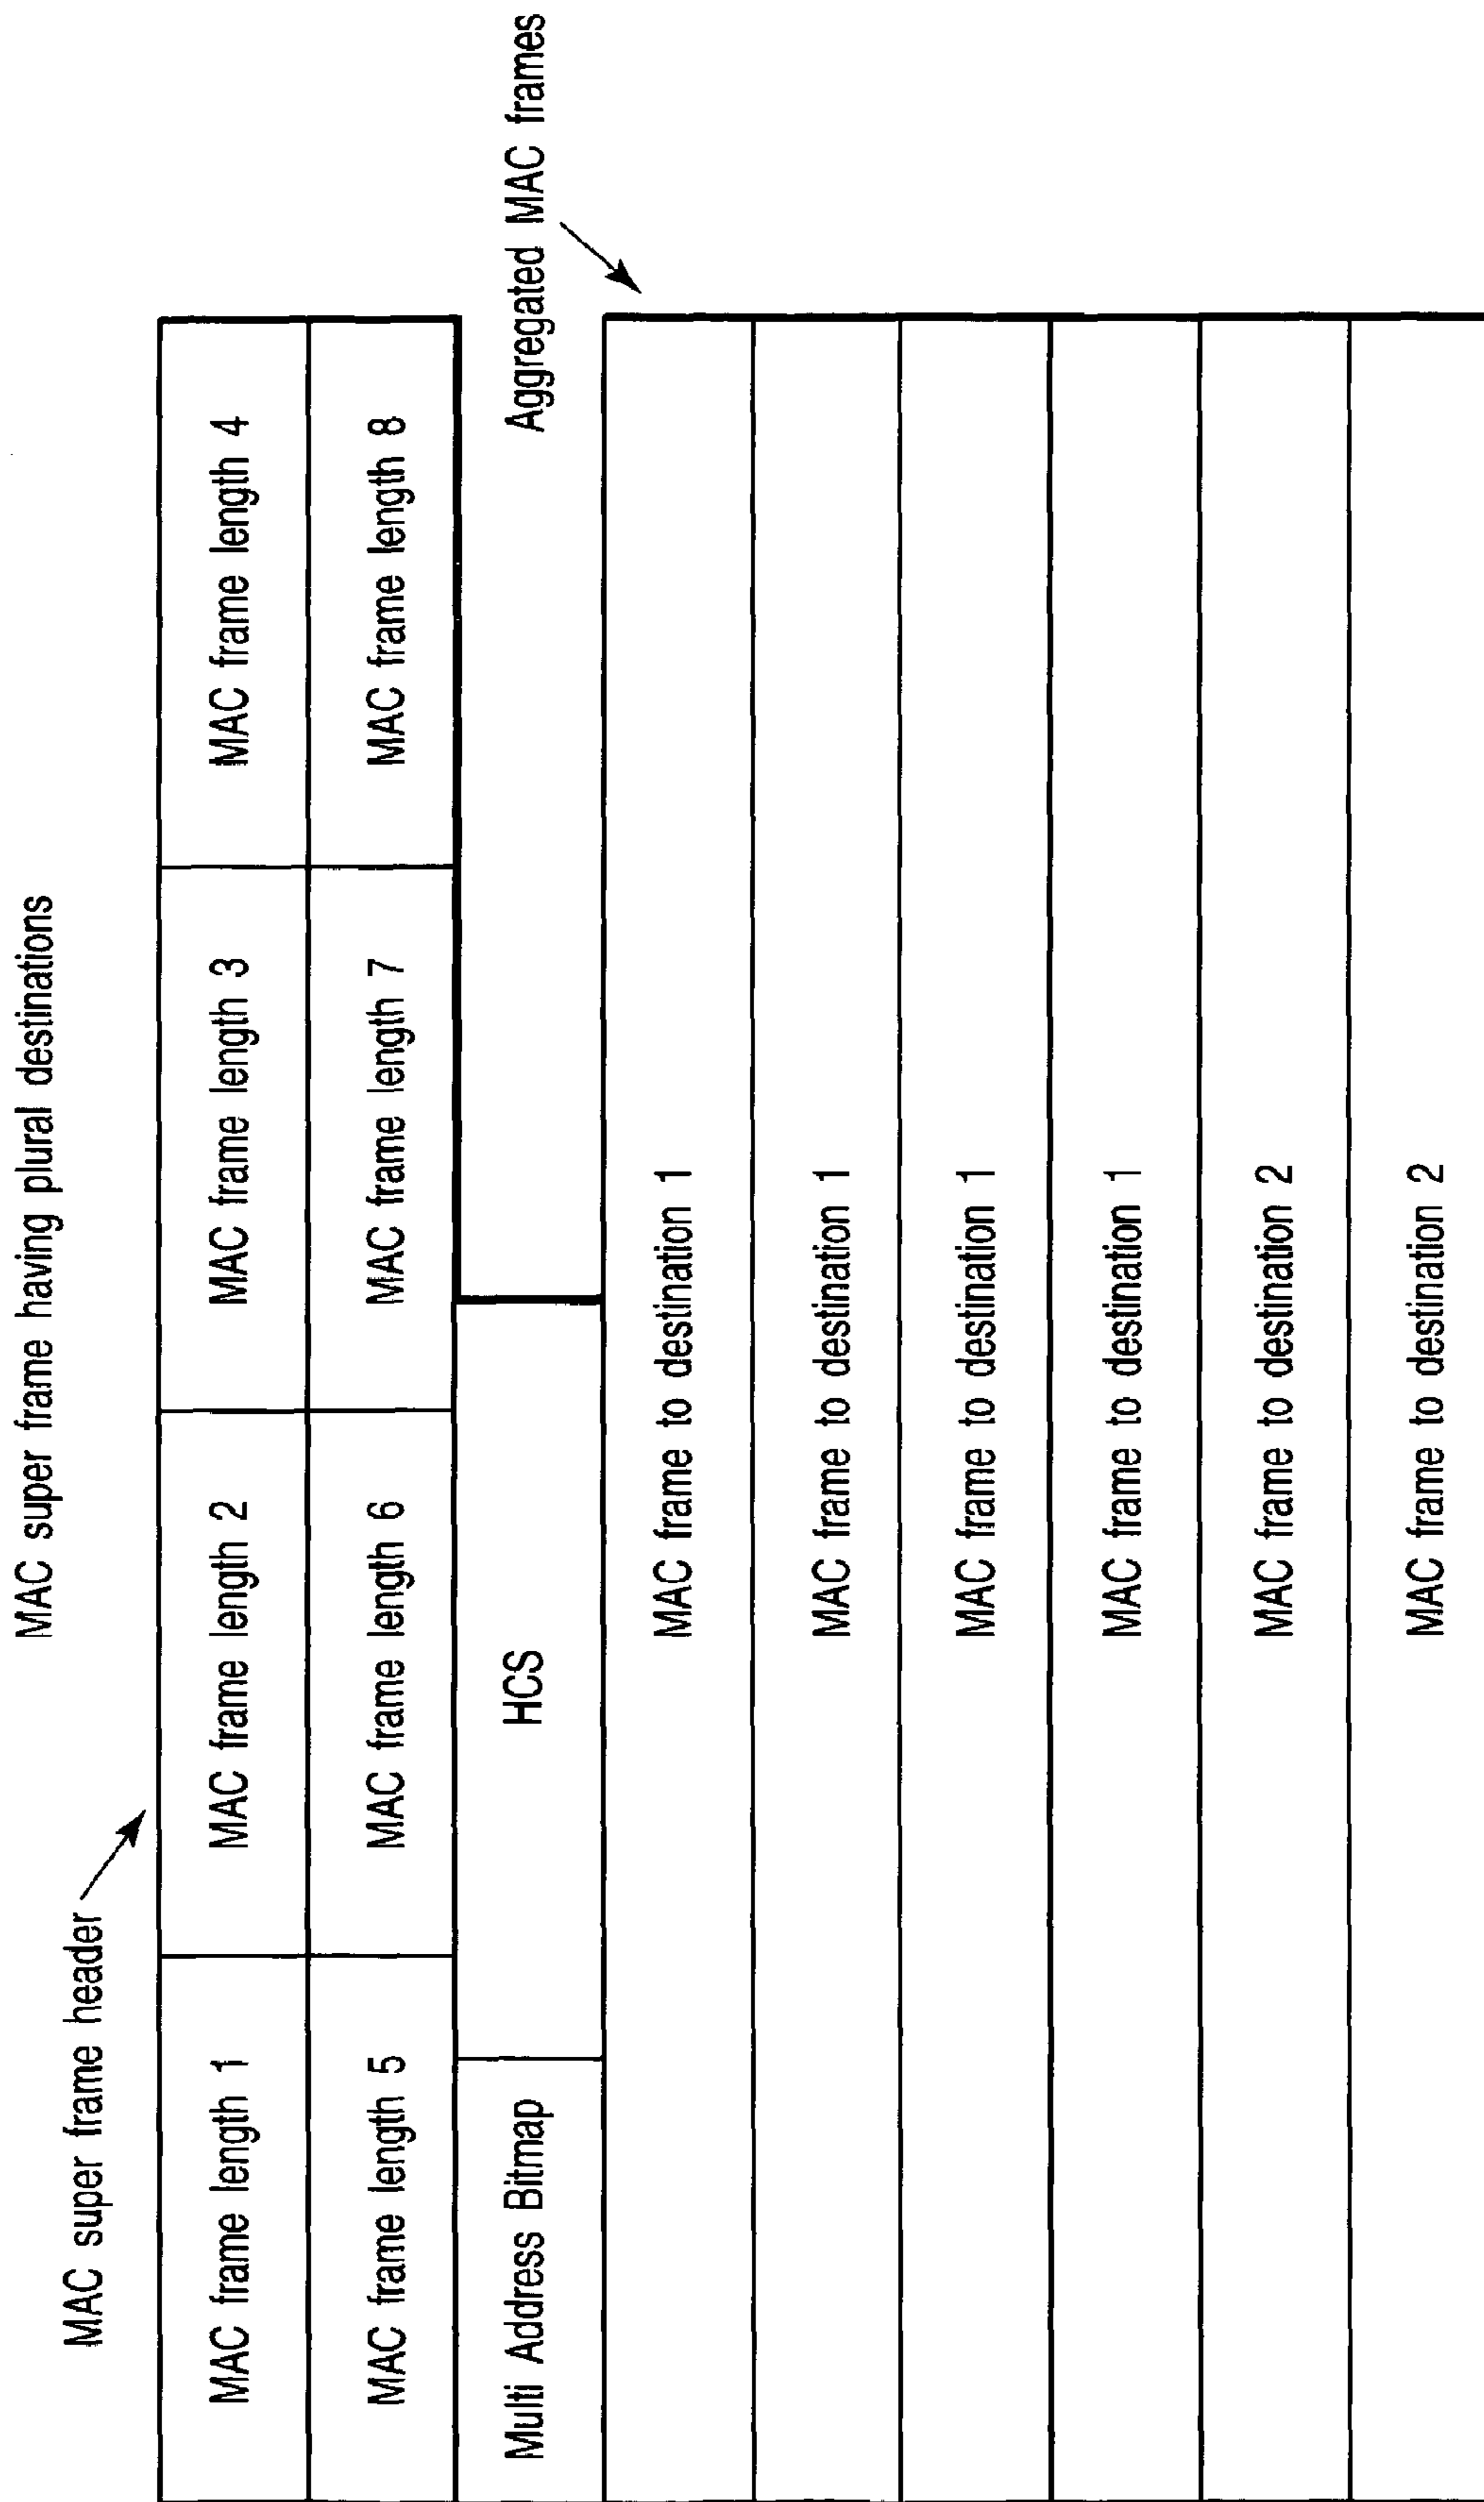 MAC super frame having plural destinations
MAC super frame header
MAC frame length 1
MAC frame length 2
MAC frame length 3
MAC frame length 4
MAC frame length 5
MAC frame length 6
MAC frame length 7
MAC frame length 8
Multi Address Bitmap
HCS
Aggregated MAC frames
MAC frame to destination 1
MAC frame to destination 1
MAC frame to destination 1
MAC frame to destination 1
MAC frame to destination 2
MAC frame to destination 2